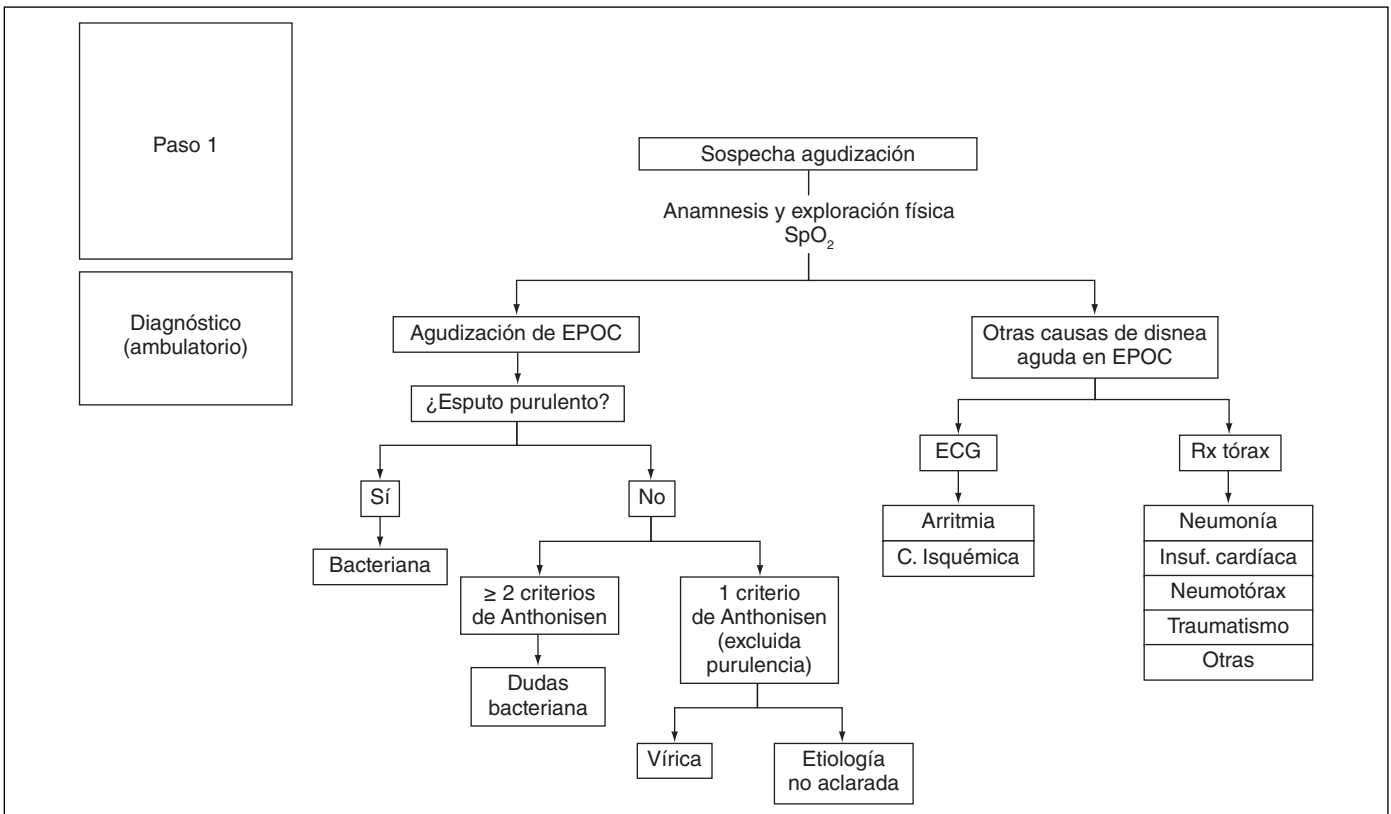 Paso 1
Diagnóstico
(ambulatorio)
Sospecha agudización
Anamnesis y exploración física
SpO2
Agudización de EPOC
Otras causas de disnea
aguda en EPOC
¿Esputo purulento?
ECG
Rx tórax
Sí
No
Arritmia
C. Isquémica
Neumonía
Insuf. cardíaca
Neumotórax
Traumatismo
Otras
Bacteriana
≥ 2 criterios
de Anthonisen
1 criterio
de Anthonisen
(excluida
purulencia)
Dudas
bacteriana
Vírica
Etiología
no aclarada